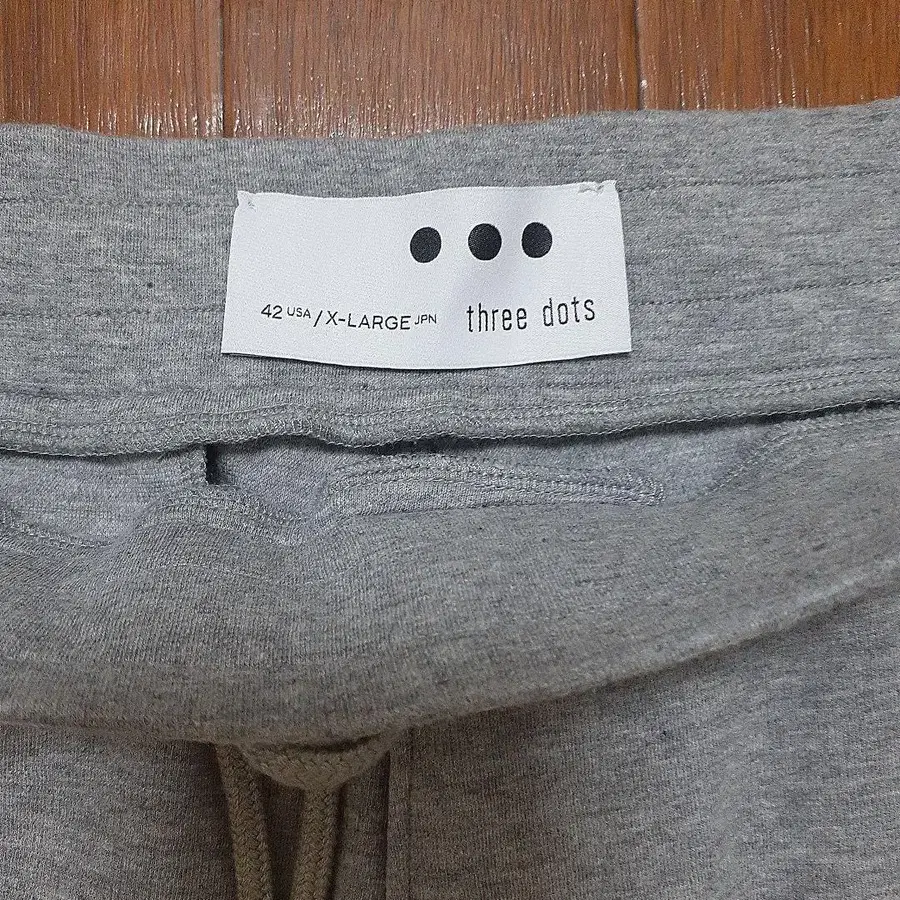 42 USA / X-LARGE JPN three dots